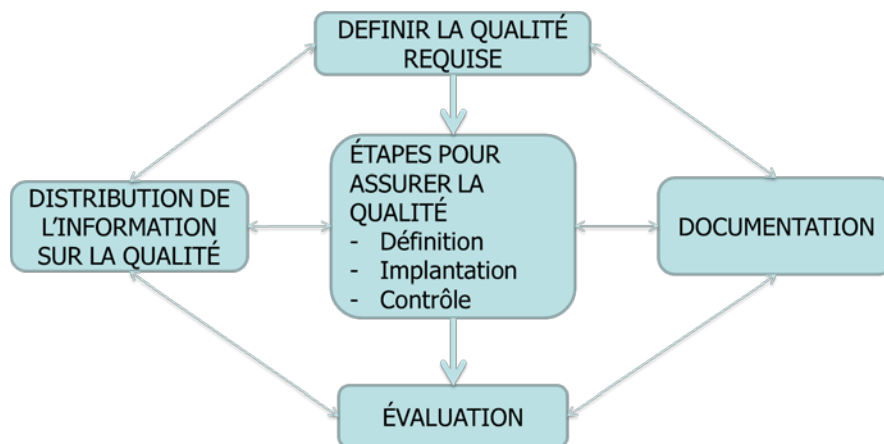 DEFINIR LA QUALITÉ
REQUISE
ÉTAPES POUR
ASSURER LA
QUALITÉ
- Définition
- Implantation
- Contrôle
DISTRIBUTION DE
L'INFORMATION
SUR LA QUALITÉ
DOCUMENTATION
ÉVALUATION